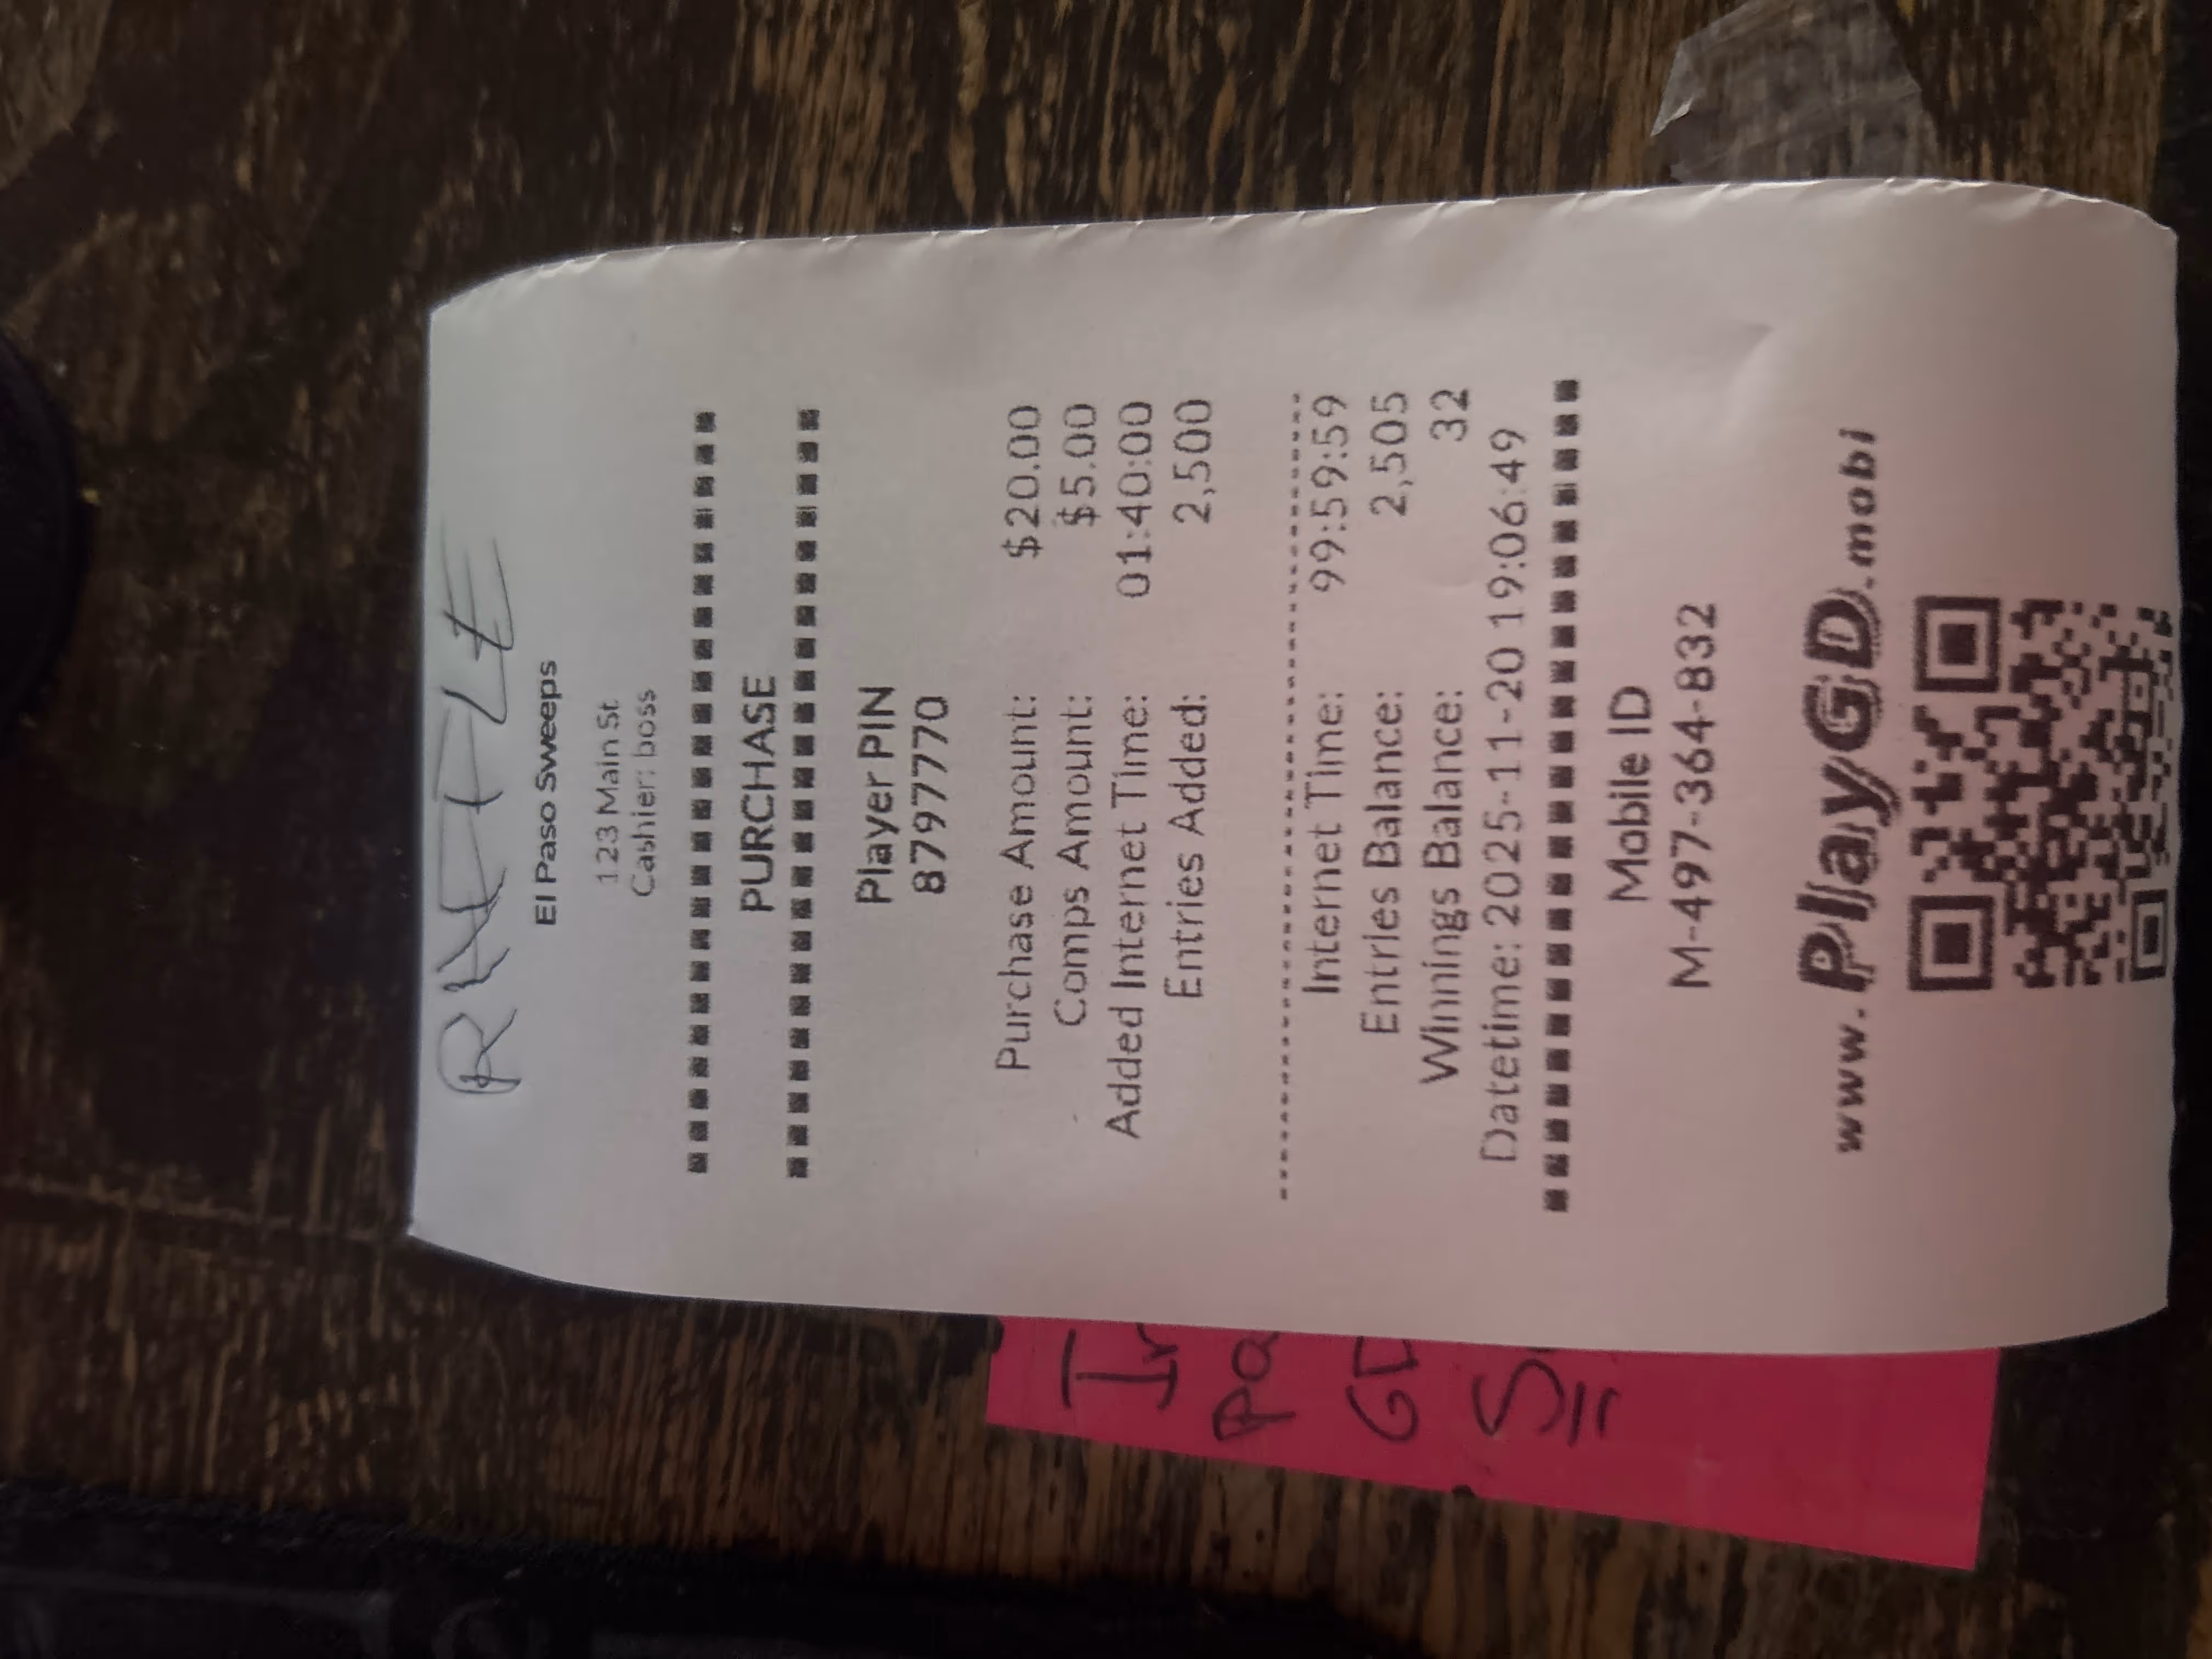 RAFFLE
El Paso Sweeps
123 Main St
Cashier: boss
PURCHASE
Player PIN
8797770
Purchase Amount: $20.00
Comps Amount: $5.00
Added Internet Time: 01:40:00
Entries Added: 2,500
Internet Time: 99:59:59
Entries Balance: 2,505
Winnings Balance: 32
Datetime: 2025-11-20 19:06:49
Mobile ID
M-497-364-832
www.PlayGD.mobi